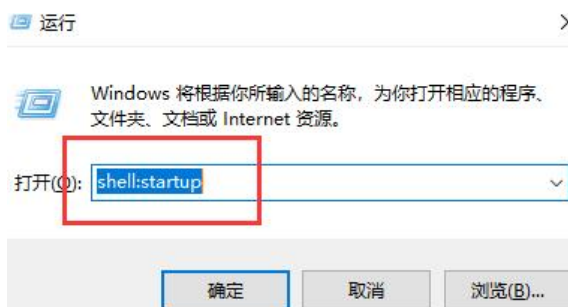 运行
Windows 将根据你所输入的名称，为你打开相应的程序、
文件夹、文档或 Internet 资源。
打开(O): shell:startup
确定 取消 浏览(B)...